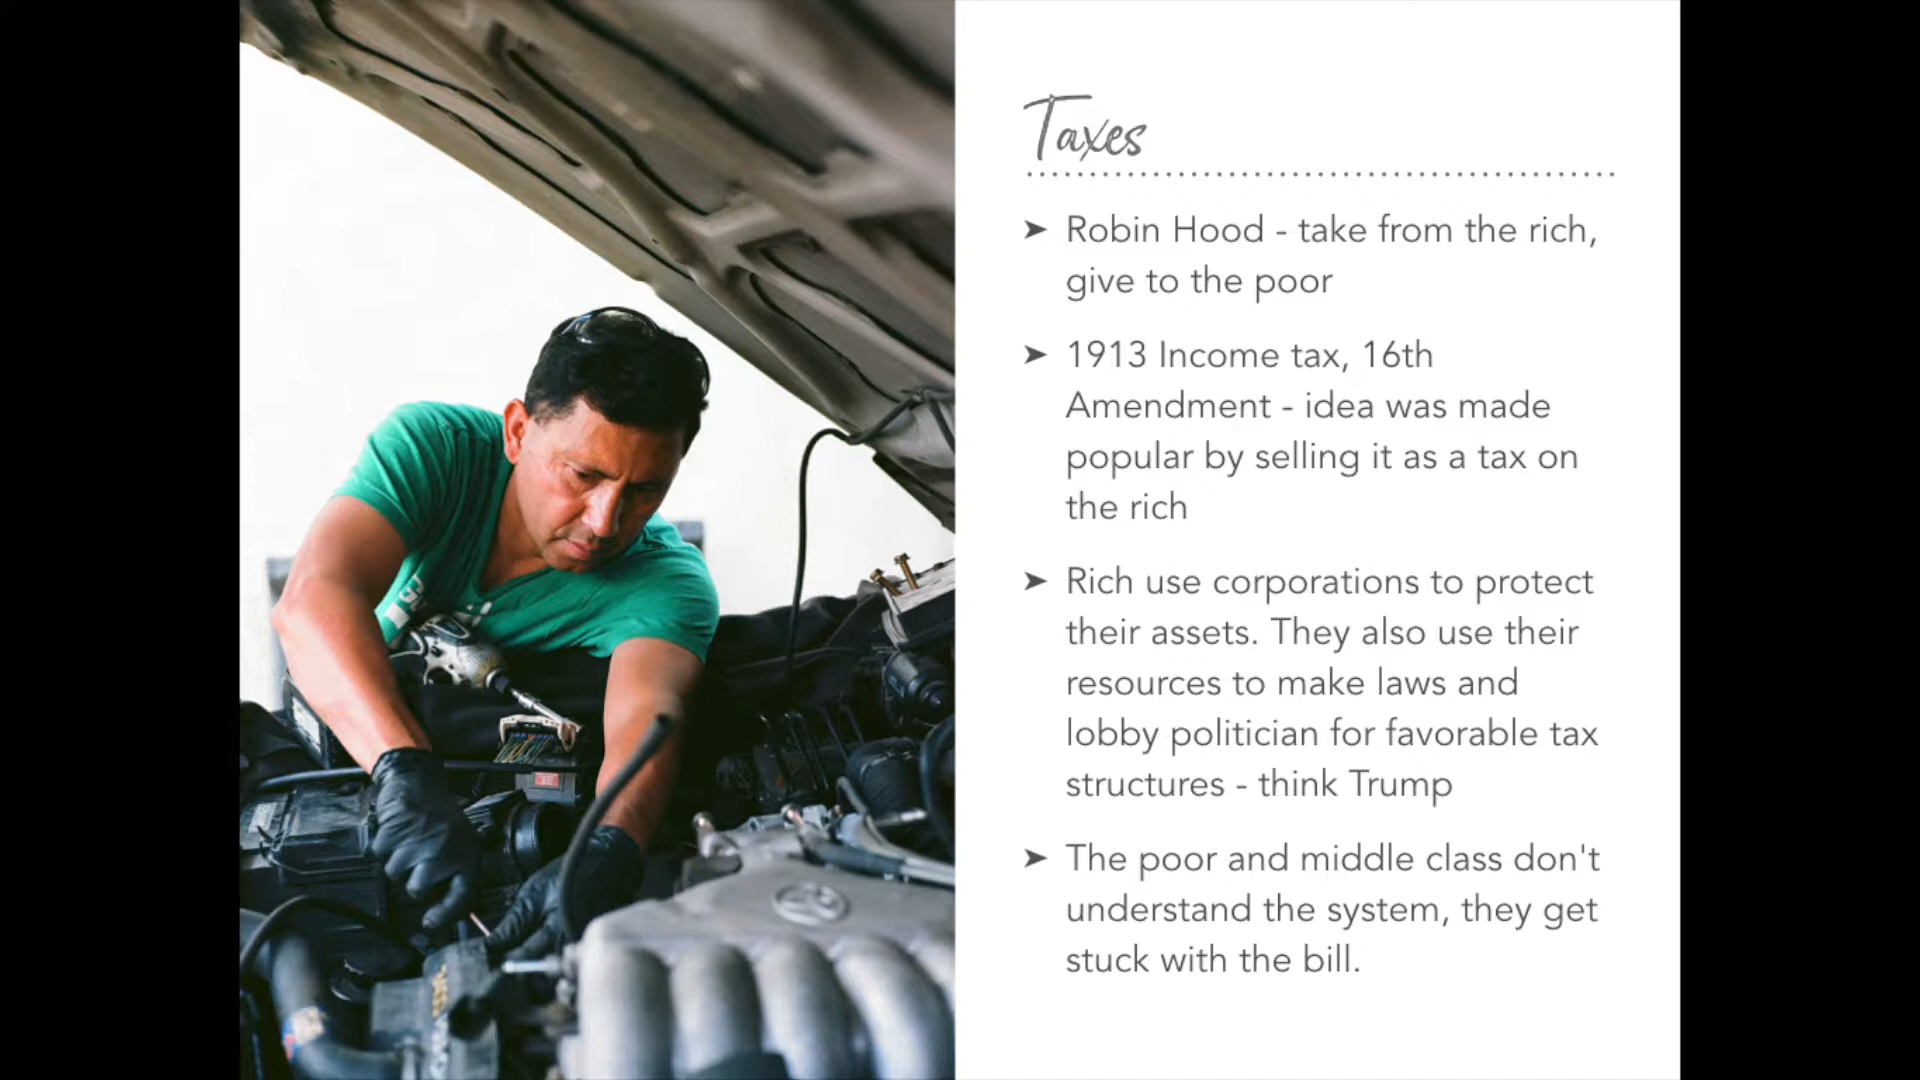 Taxes
➤ Robin Hood - take from the rich,
give to the poor
➤ 1913 Income tax, 16th
Amendment - idea was made
popular by selling it as a tax on
the rich
➤ Rich use corporations to protect
their assets. They also use their
resources to make laws and
lobby politician for favorable tax
structures - think Trump
➤ The poor and middle class don't
understand the system, they get
stuck with the bill.